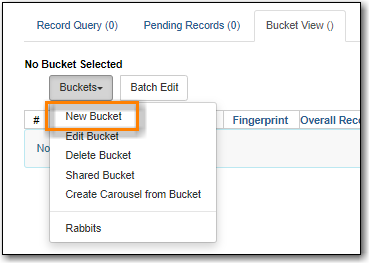 Record Query (0) Pending Records (0) Bucket View ()
No Bucket Selected
Buckets Batch Edit
New Bucket
# Fingerprint Overall Rec
Edit Bucket
No
Delete Bucket
Shared Bucket
Create Carousel from Bucket
Rabbits